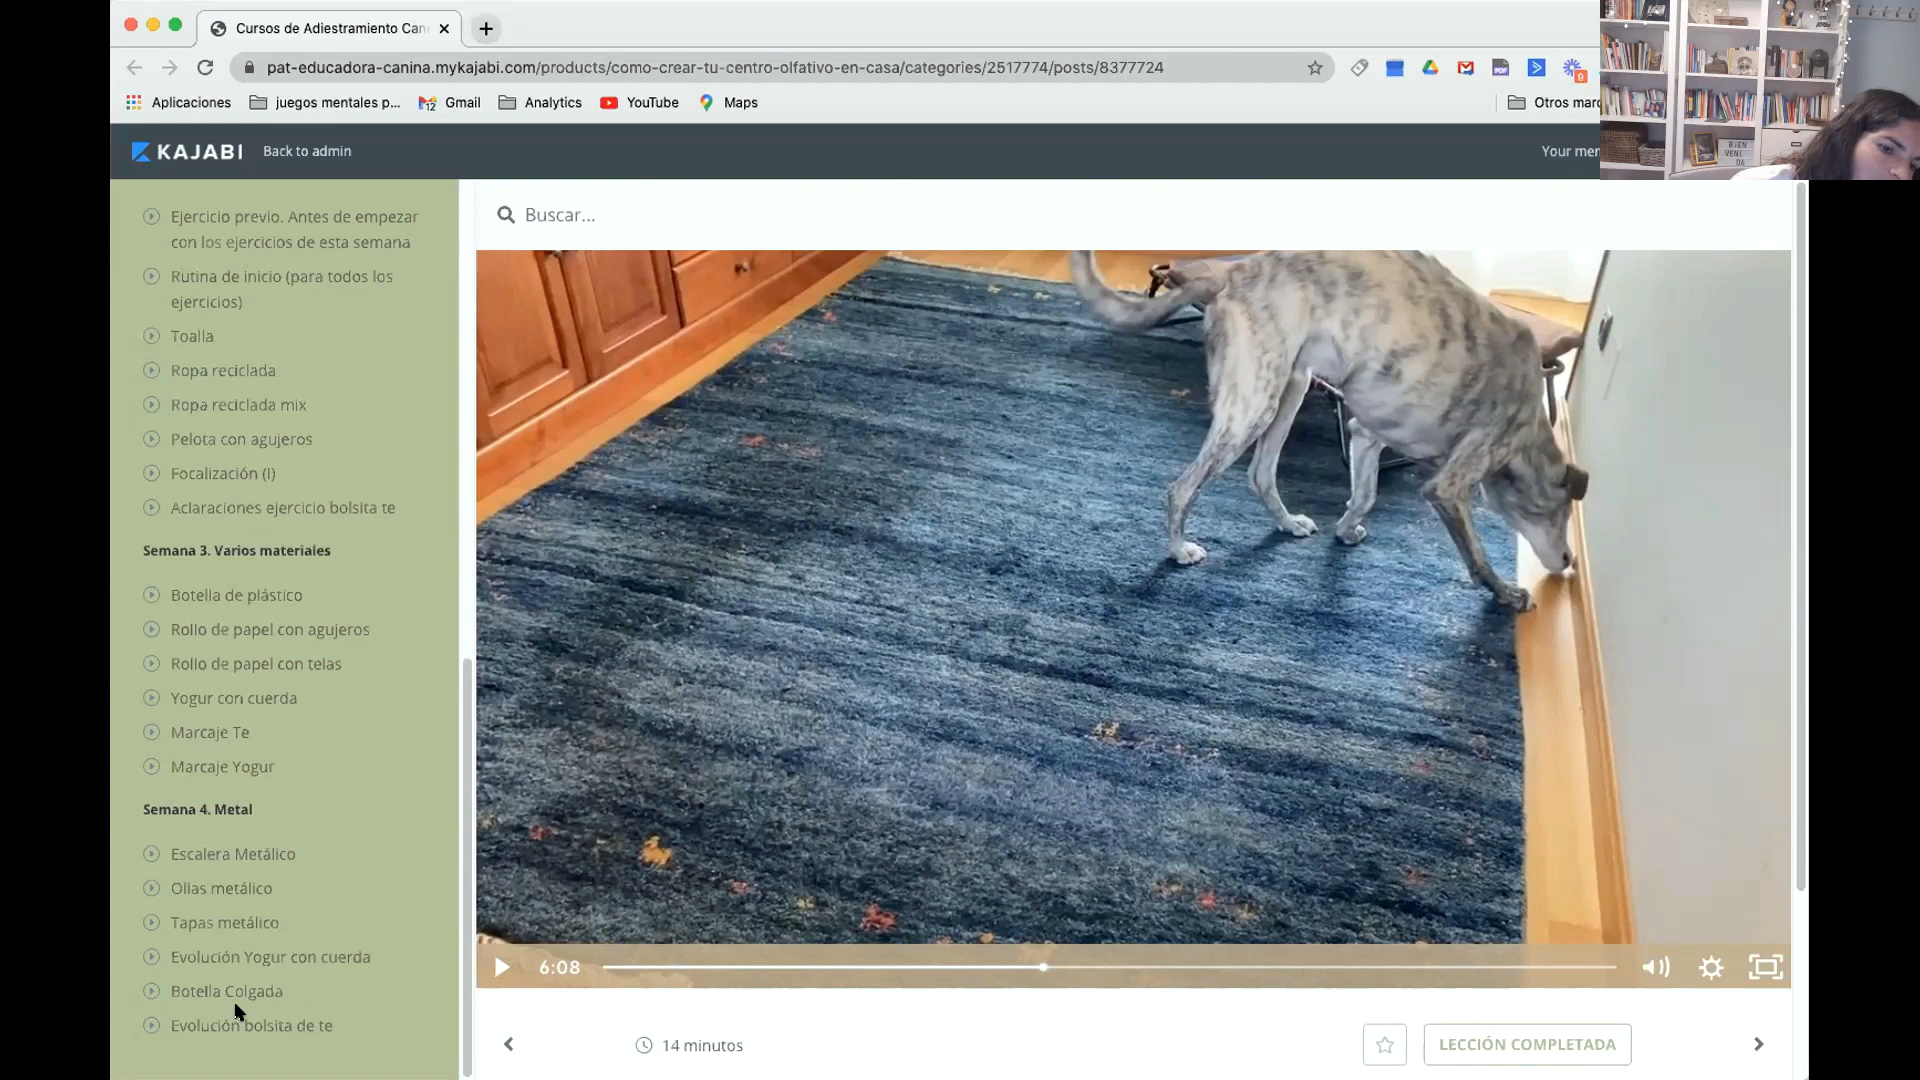 Cursos de Adiestramiento Can
pat-educadora-canina.mykajabi.com/products/como-crear-tu-centro-olfativo-en-casa/categories/2517774/posts/8377724
9
Aplicaciones
juegos mentales p...
12
Gmail
Analytics
YouTube
Maps
Otros marc
KAJABI
Back to admin
Your mem
BIEN
VENI
DA
Buscar...
Ejercicio previo. Antes de empezar
con los ejercicios de esta semana
Rutina de inicio (para todos los
ejercicios)
Toalla
Ropa reciclada
Ropa reciclada mix
Pelota con agujeros
Focalización (I)
Aclaraciones ejercicio bolsita te
Semana 3. Varios materiales
Botella de plástico
Rollo de papel con agujeros
Rollo de papel con telas
Yogur con cuerda
Marcaje Te
Marcaje Yogur
Semana 4. Metal
Escalera Metálico
Ollas metálico
Tapas metálico
Evolución Yogur con cuerda
Botella Colgada
Evolución bolsita de te
6:08
14 minutos
LECCIÓN COMPLETADA